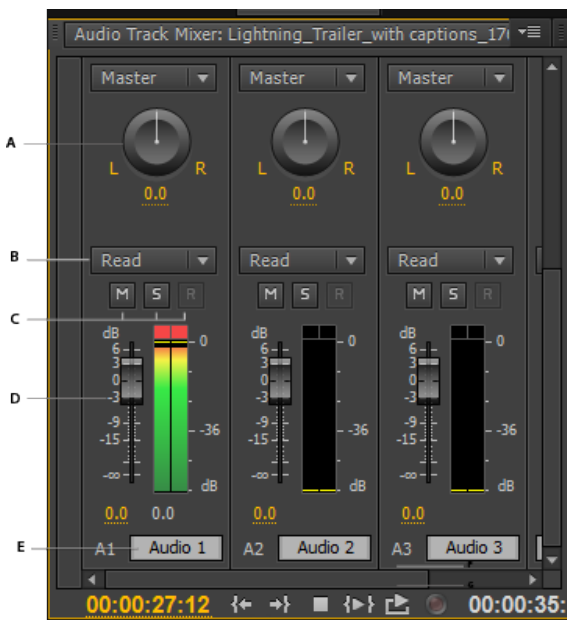 Audio Track Mixer: Lightning_Trailer_with captions_17
Master Master Master
A
L R L R L R
0.0 0.0 0.0
B Read Read Read
M S R M S R M S R
C
dB 0 dB 0 dB 0
6 6 6
3 3 3
0 0 0
D -3 -3 -3
-9 -36 -9 -36 -9 -36
-15 -15 -15
-∞ dB -∞ dB -∞ dB
0.0 0.0 0.0 0.0
E A1 Audio 1 A2 Audio 2 A3 Audio 3
F
G
00:00:27:12 00:00:35: